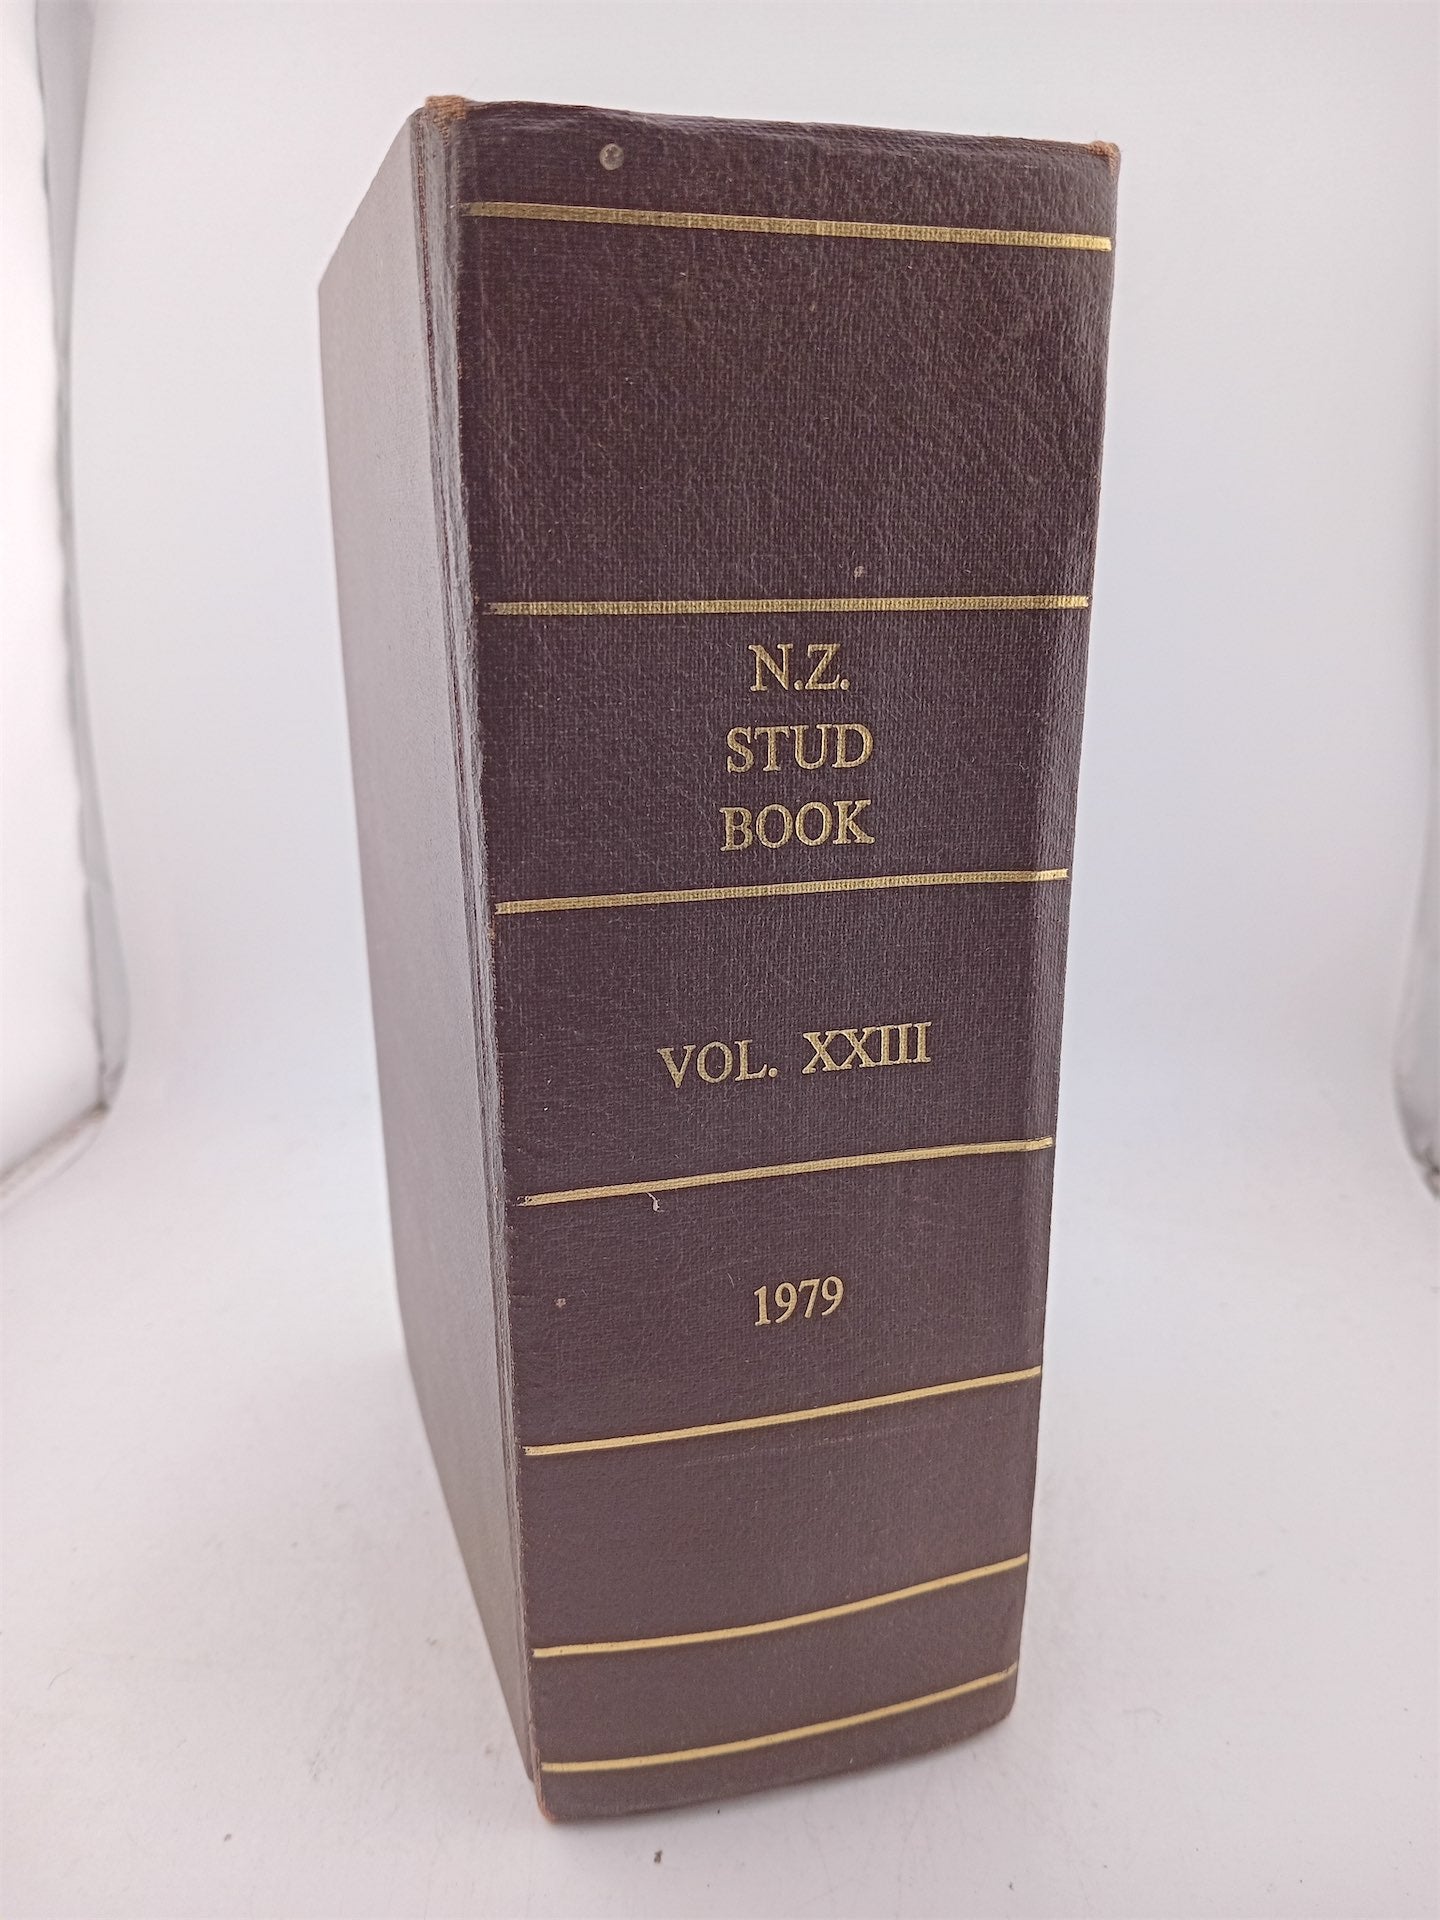 N.Z.
STUD
BOOK
VOL. XXIII
1979